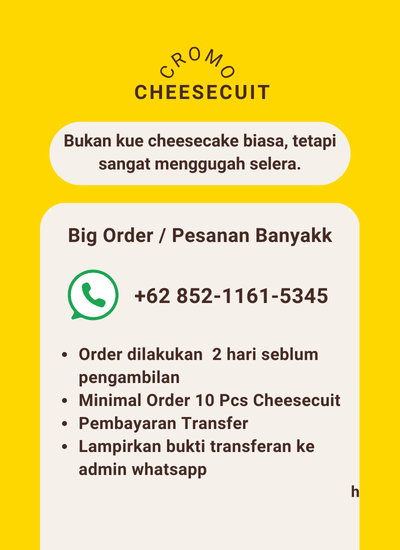 CROMO
CHEESECUIT
Bukan kue cheesecake biasa, tetapi
sangat menggugah selera.
Big Order / Pesanan Banyakk
+62 852-1161-5345
• Order dilakukan  2 hari seblum
pengambilan
• Minimal Order 10 Pcs Cheesecuit
• Pembayaran Transfer
• Lampirkan bukti transferan ke
admin whatsapp
h